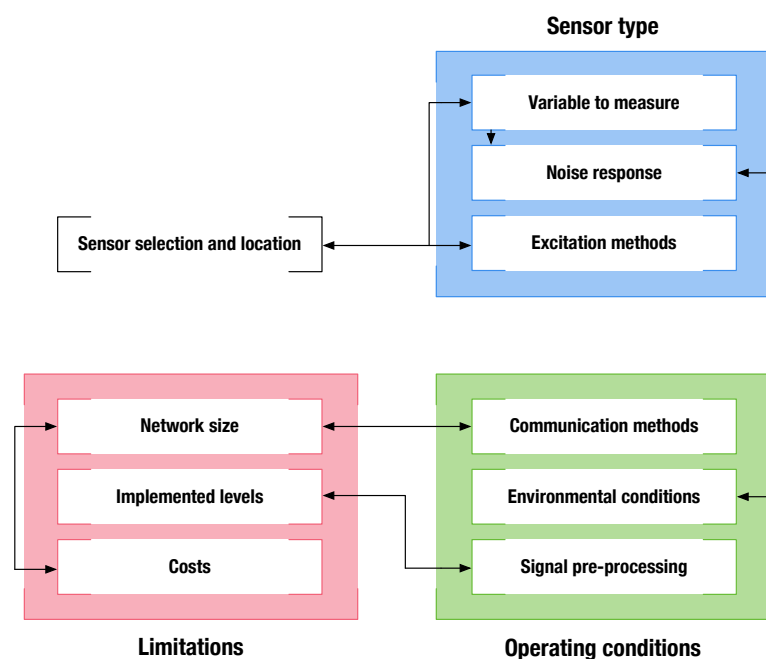 Sensor type
Variable to measure
Noise response
Sensor selection and location
Excitation methods
Network size
Communication methods
Implemented levels
Environmental conditions
Costs
Signal pre-processing
Limitations
Operating conditions